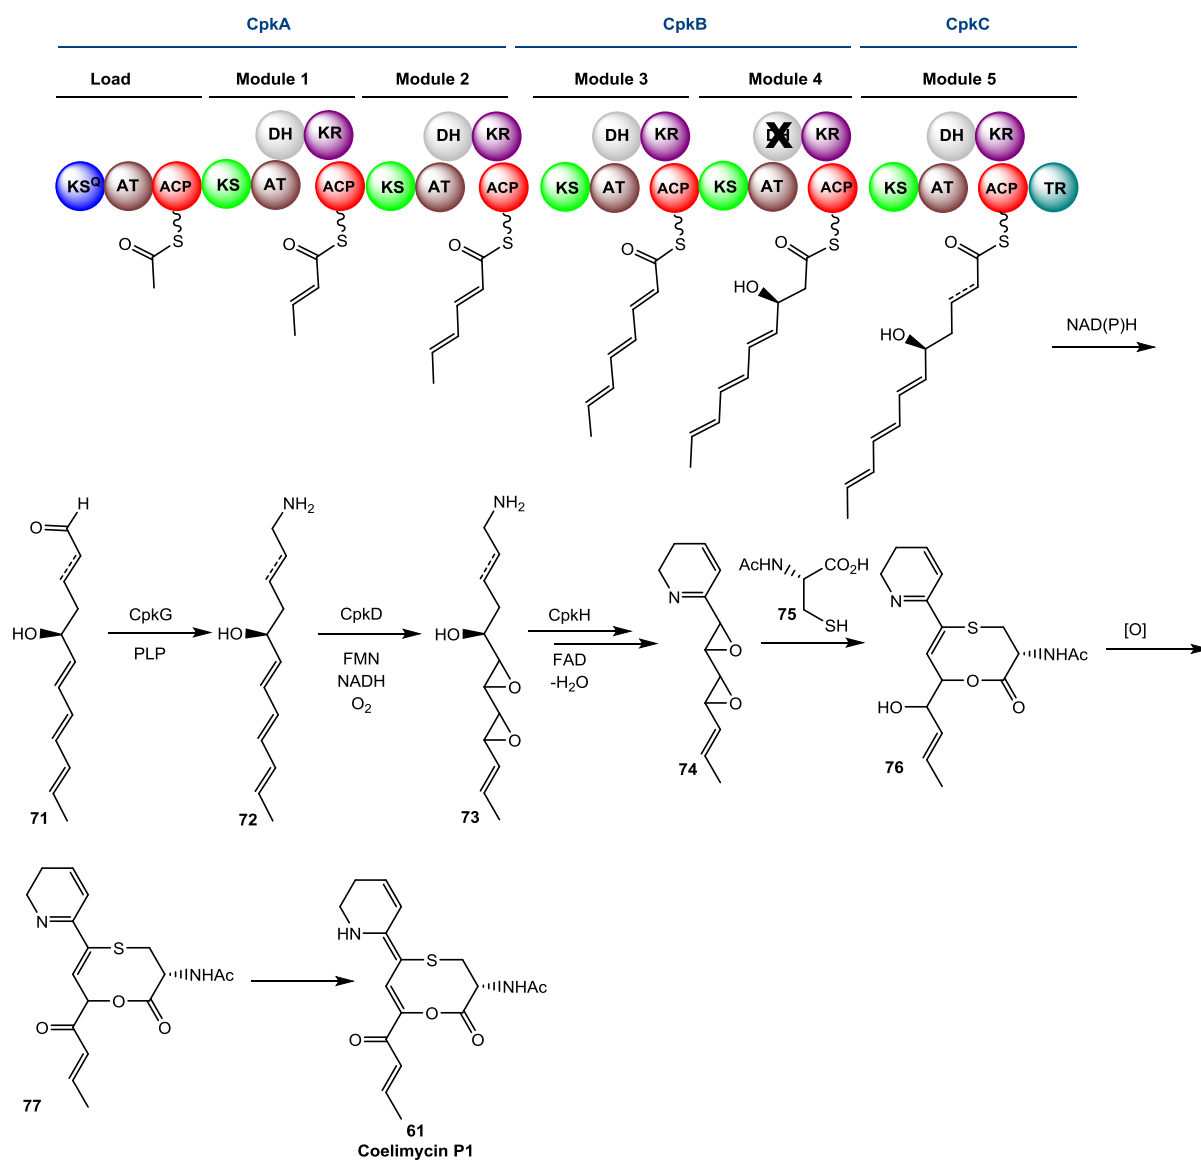 CpkA CpkB CpkC
Load Module 1 Module 2 Module 3 Module 4 Module 5
DH KR DH KR DH KR DH KR DH KR
KSQ AT ACP KS AT ACP KS AT ACP KS AT ACP KS AT ACP KS AT ACP TR
O S O S O S O S O S O S
HO
HO
NAD(P)H
H
O
HO
71
CpkG
PLP
NH2
HO
72
CpkD
FMN
NADH
O2
NH2
HO
O
O
73
CpkH
FAD
-H2O
N
O
O
74
AcHN CO2H
75
SH
N
S
NHAc
O
O
HO
76
[O]
N
S
NHAc
O
O
O
77
HN
S
NHAc
O
O
O
61
Coelimycin P1